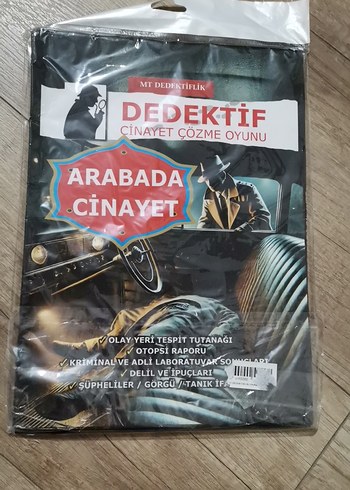 MT DEDEKTİFLİK
DEDEKTİF
CİNAYET ÇÖZME OYUNU
ARABADA
CİNAYET
✓ OLAY YERİ TESPİT TUTANAĞI
✓ OTOPSİ RAPORU
✓ KRİMİNAL VE ADLİ LABORATUVAR SONUÇLARI
✓ DELİL VE İPUÇLARI
✓ ŞÜPHELİLER / GÖRGÜ / TANIK